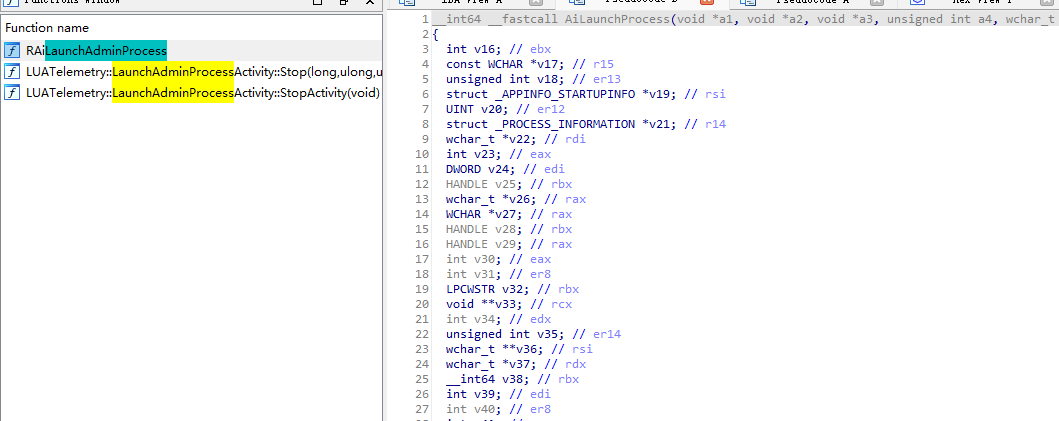 Functions window
Function name
RAiLaunchAdminProcess
LUATelemetry::LaunchAdminProcessActivity::Stop(long,ulong,u
LUATelemetry::LaunchAdminProcessActivity::StopActivity(void)
IDA View-A
Pseudocode-B
Pseudocode-A
Hex View-1
1 __int64 __fastcall AiLaunchProcess(void *a1, void *a2, void *a3, unsigned int a4, wchar_t
2 {
3 int v16; // ebx
4 const WCHAR *v17; // r15
5 unsigned int v18; // er13
6 struct _APPINFO_STARTUPINFO *v19; // rsi
7 UINT v20; // er12
8 struct _PROCESS_INFORMATION *v21; // r14
9 wchar_t *v22; // rdi
10 int v23; // eax
11 DWORD v24; // edi
12 HANDLE v25; // rbx
13 wchar_t *v26; // rax
14 WCHAR *v27; // rax
15 HANDLE v28; // rbx
16 HANDLE v29; // rax
17 int v30; // eax
18 int v31; // er8
19 LPCWSTR v32; // rbx
20 void **v33; // rcx
21 int v34; // edx
22 unsigned int v35; // er14
23 wchar_t **v36; // rsi
24 wchar_t *v37; // rdx
25 __int64 v38; // rbx
26 int v39; // edi
27 int v40; // er8